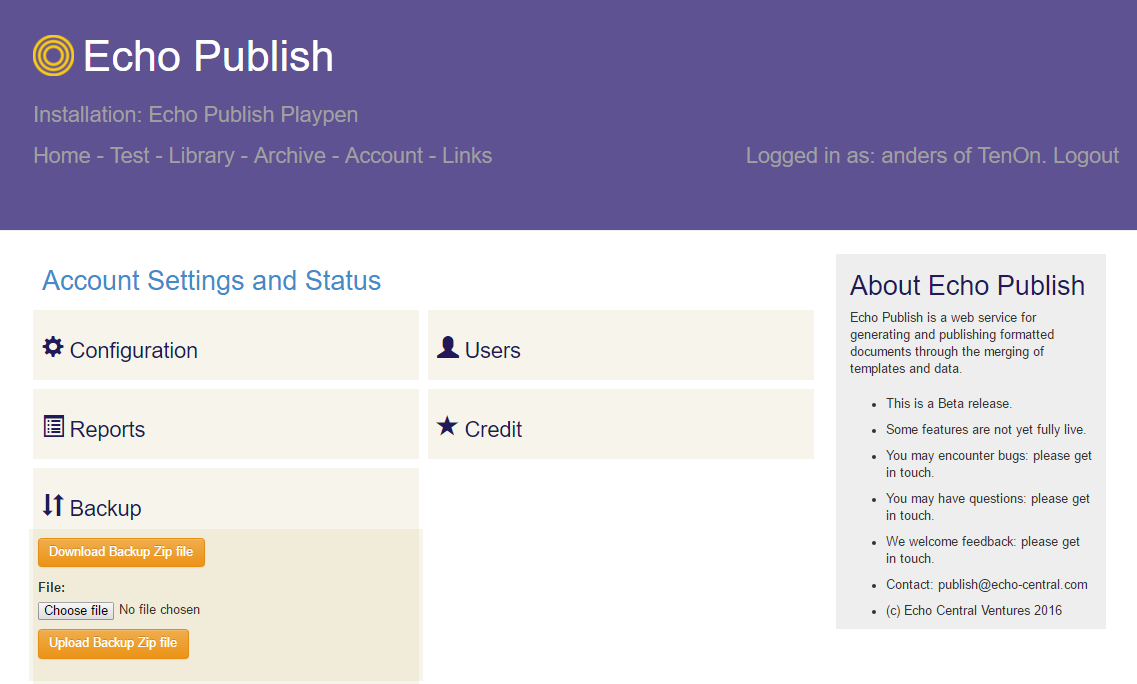 Echo Publish
Installation: Echo Publish Playpen
Home - Test - Library - Archive - Account - Links
Logged in as: anders of TenOn. Logout
Account Settings and Status
Configuration
Users
Reports
Credit
Backup
Download Backup Zip file
File:
Choose file No file chosen
Upload Backup Zip file
About Echo Publish
Echo Publish is a web service for
generating and publishing formatted
documents through the merging of
templates and data.
• This is a Beta release.
• Some features are not yet fully live.
• You may encounter bugs: please get
in touch.
• You may have questions: please get
in touch.
• We welcome feedback: please get
in touch.
• Contact: publish@echo-central.com
• (c) Echo Central Ventures 2016